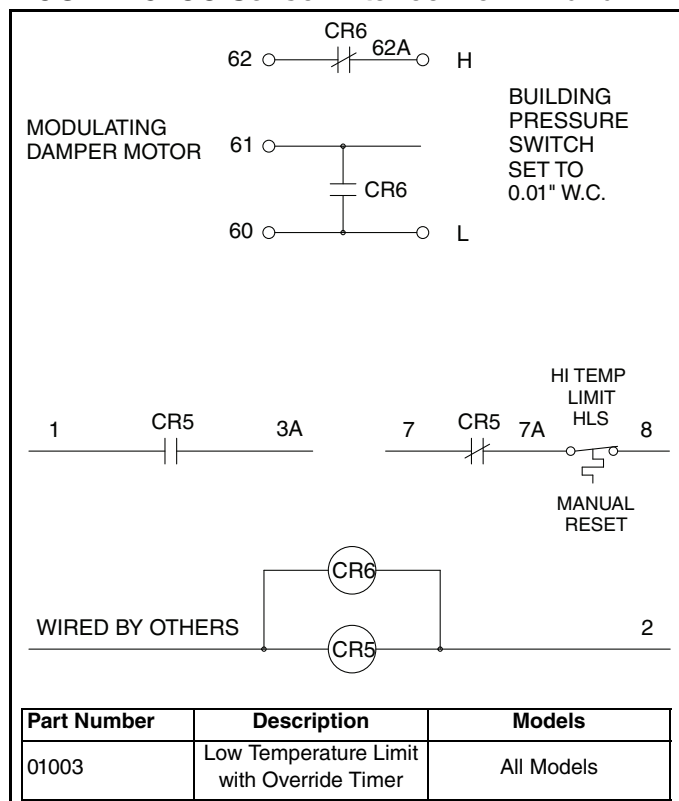 CR6
62 62A H
BUILDING
PRESSURE
SWITCH
SET TO
0.01" W.C.
MODULATING
DAMPER MOTOR
61
CR6
60 L
HI TEMP
LIMIT
HLS
1 CR5 3A 7 CR5 7A 8
MANUAL
RESET
CR6
WIRED BY OTHERS 2
CR5
Part Number Description Models
01003 Low Temperature Limit
with Override Timer All Models